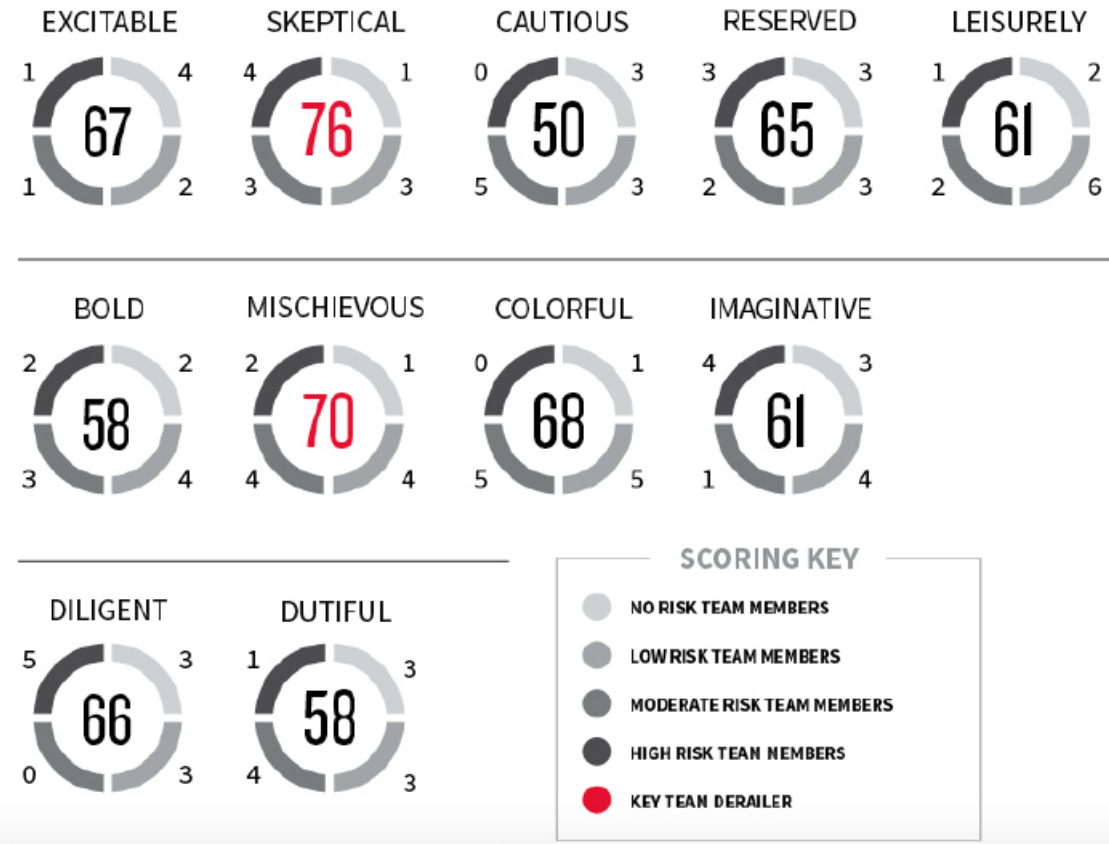 EXCITABLE SKEPTICAL CAUTIOUS RESERVED LEISURELY
1 4 4 1 0 3 3 3 1 2
67 76 50 65 61
1 2 3 3 5 3 2 3 2 6
BOLD MISCHIEVOUS COLORFUL IMAGINATIVE
2 2 2 1 0 1 4 3
58 70 68 61
3 4 4 4 5 5 1 4
SCORING KEY
NO RISK TEAM MEMBERS
LOW RISK TEAM MEMBERS
MODERATE RISK TEAM MEMBERS
HIGH RISK TEAN NEMBERS
KEY TEAM DERAILER
DILIGENT DUTIFUL
5 3 1 3
66 58
0 3 4 3